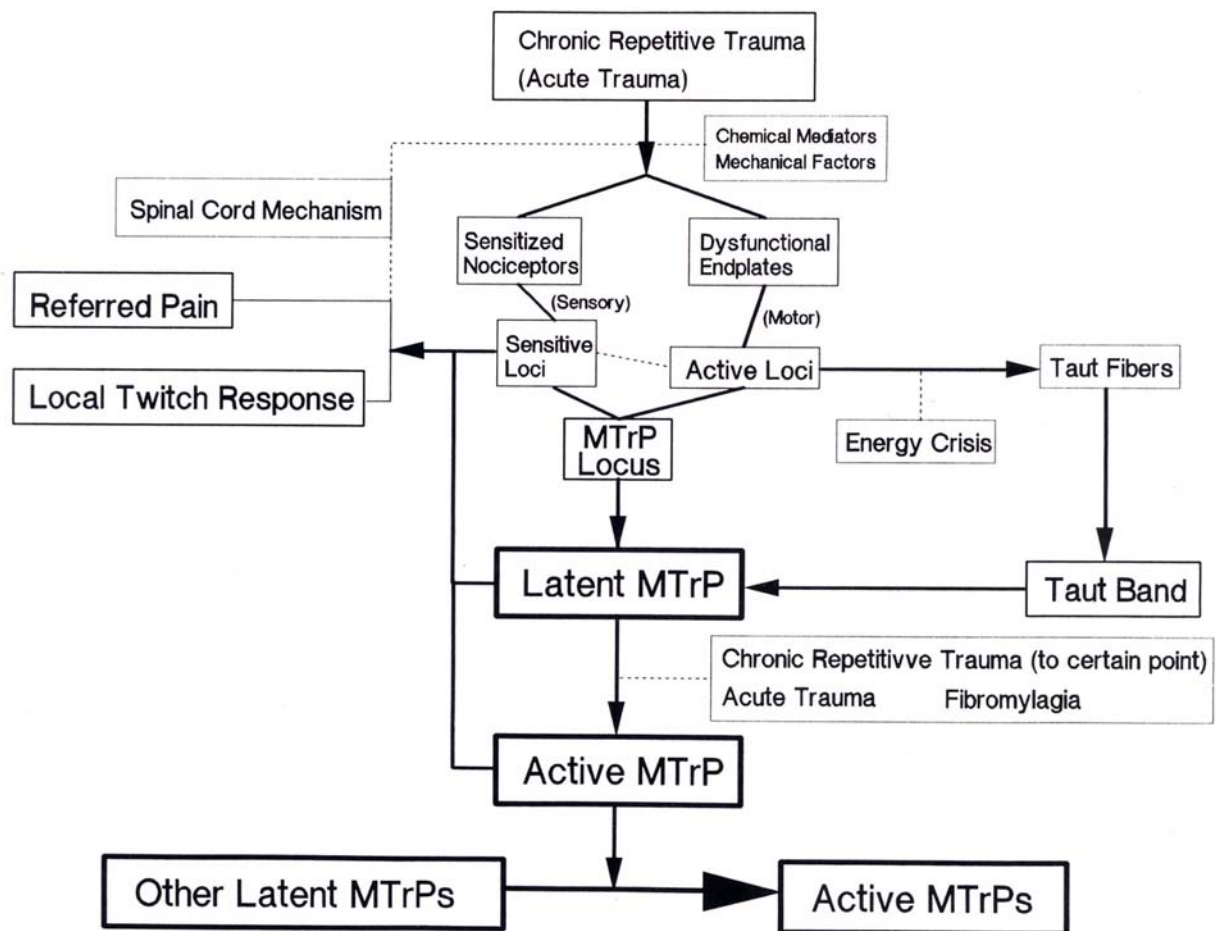 Chronic Repetitive Trauma
(Acute Trauma)
Chemical Mediators
Mechanical Factors
Spinal Cord Mechanism
Sensitized
Nociceptors
Dysfunctional
Endplates
Referred Pain
(Sensory)
(Motor)
Sensitive
Loci
Active Loci
Taut Fibers
Local Twitch Response
MTrP
Locus
Energy Crisis
Latent MTrP
Taut Band
Chronic Repetitivve Trauma (to certain point)
Acute Trauma Fibromylagia
Active MTrP
Other Latent MTrPs
Active MTrPs